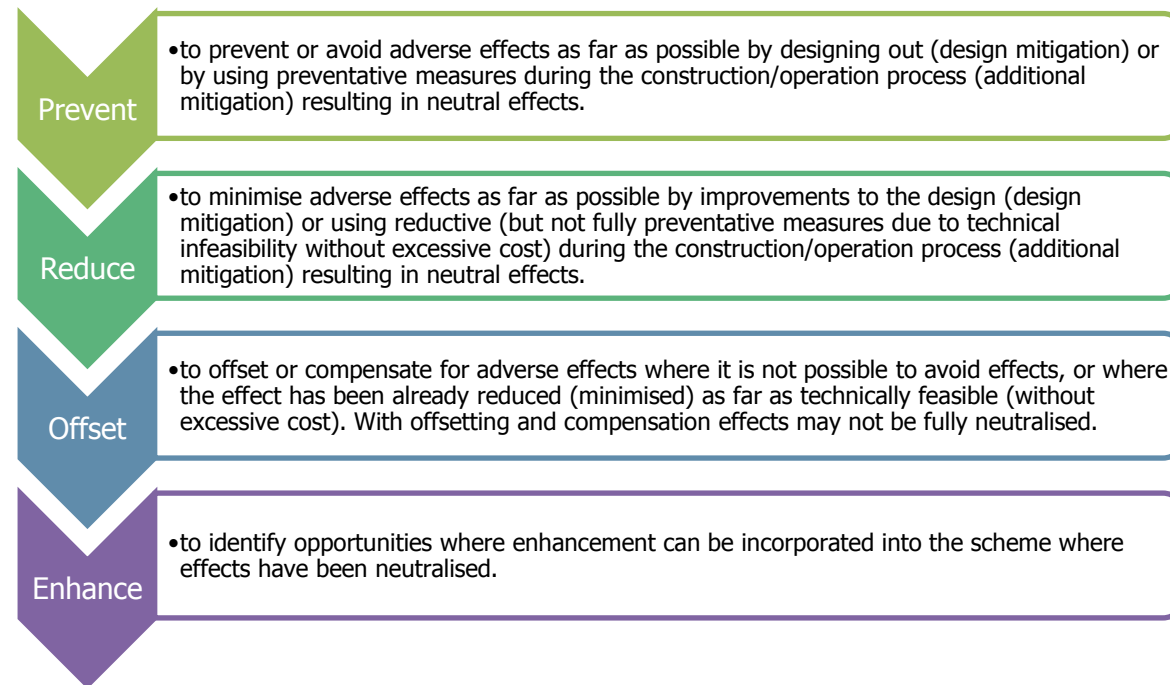 Prevent
•to prevent or avoid adverse effects as far as possible by designing out (design mitigation) or
by using preventative measures during the construction/operation process (additional
mitigation) resulting in neutral effects.
Reduce
•to minimise adverse effects as far as possible by improvements to the design (design
mitigation) or using reductive (but not fully preventative measures due to technical
infeasibility without excessive cost) during the construction/operation process (additional
mitigation) resulting in neutral effects.
Offset
•to offset or compensate for adverse effects where it is not possible to avoid effects, or where
the effect has been already reduced (minimised) as far as technically feasible (without
excessive cost). With offsetting and compensation effects may not be fully neutralised.
Enhance
•to identify opportunities where enhancement can be incorporated into the scheme where
effects have been neutralised.